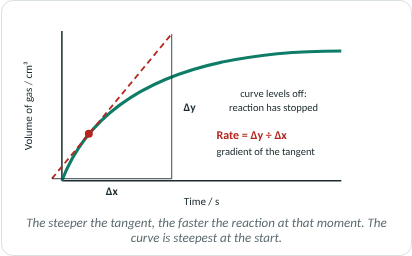 Volume of gas / cm³
Δy
curve levels off:
reaction has stopped
Rate = Δy ÷ Δx
gradient of the tangent
Δx
Time / s
The steeper the tangent, the faster the reaction at that moment. The
curve is steepest at the start.